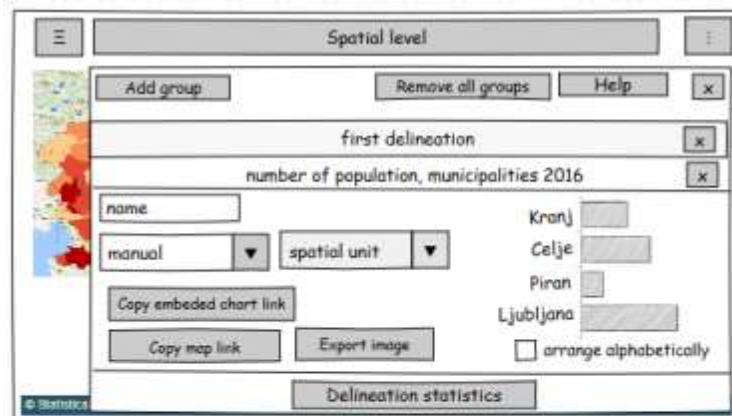 Ξ Spatial level ⋮
Add group Remove all groups Help x
first delineation x
number of population, municipalities 2016 x
name
manual ▼ spatial unit ▼
Copy embeded chart link
Copy map link Export image
Kranj
Celje
Piran
Ljubljana
arrange alphabetically
Delineation statistics
© Statistica